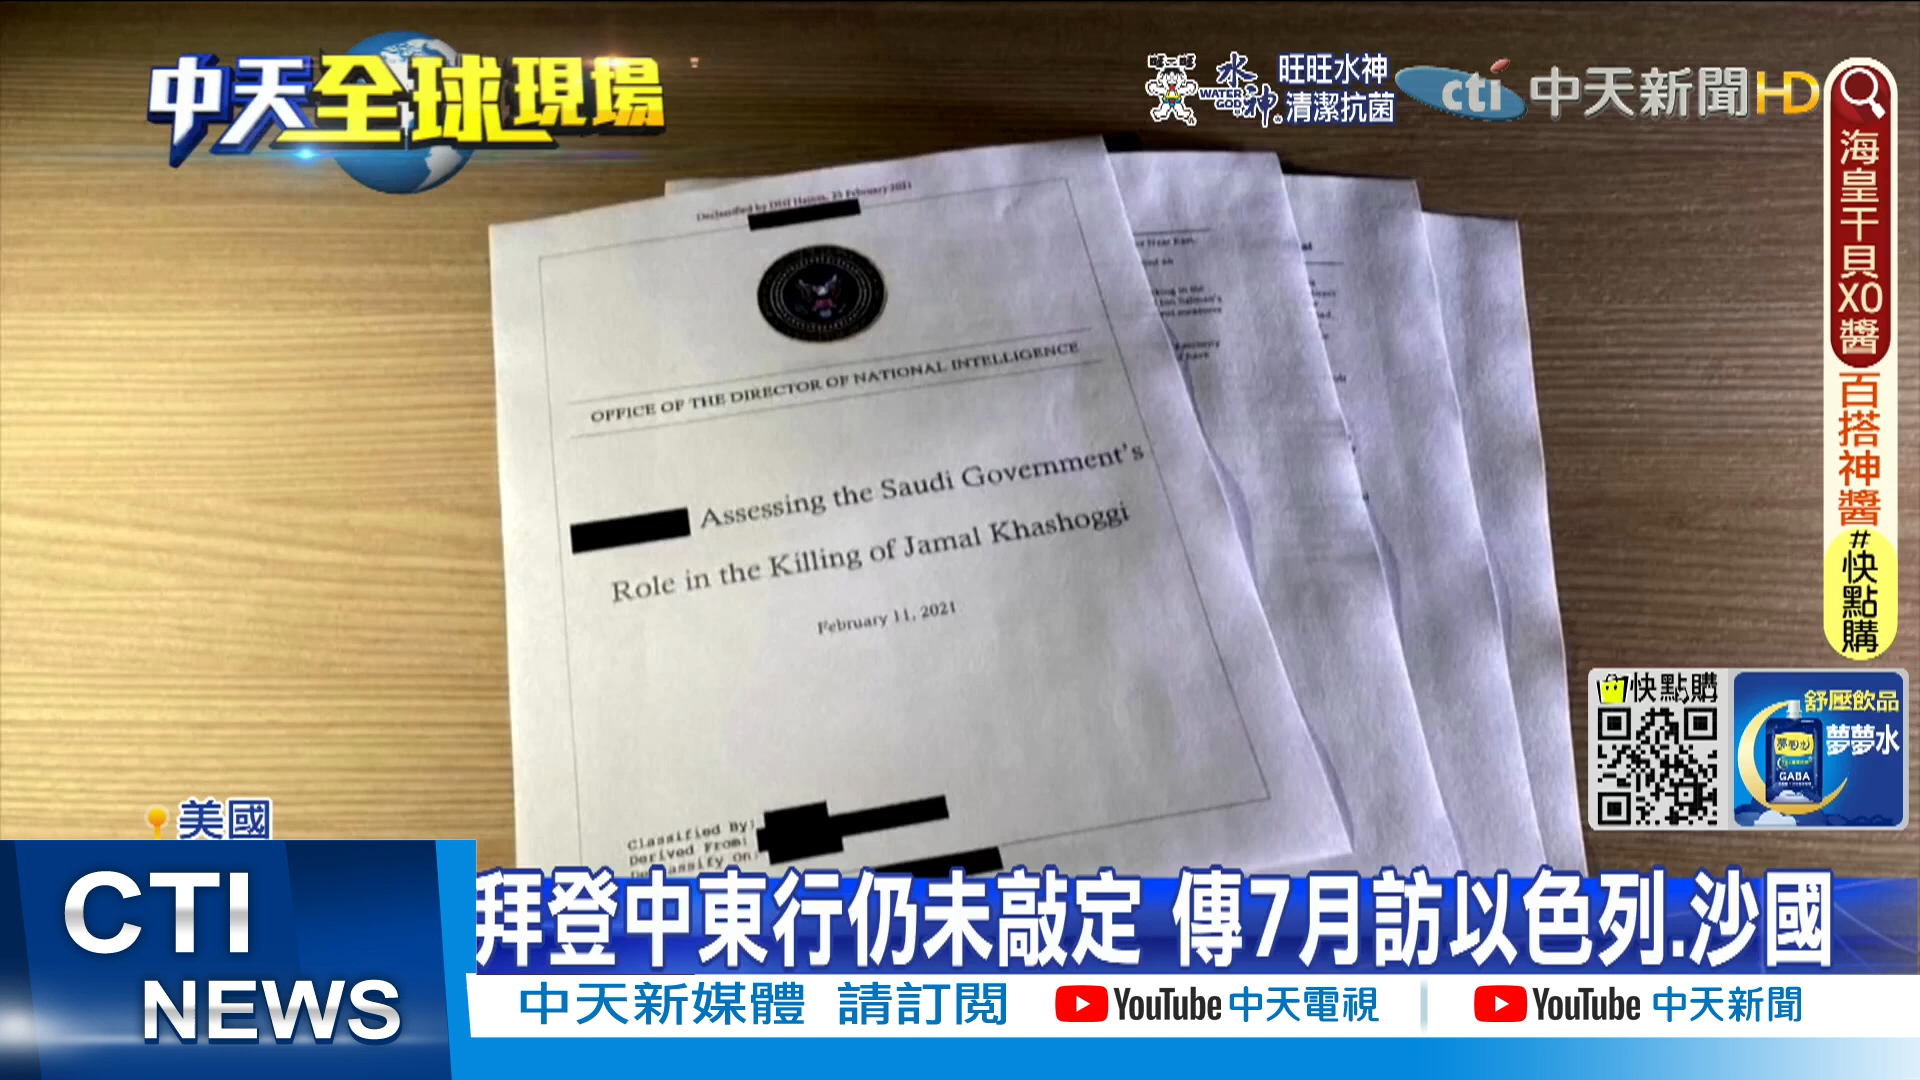 中天全球現場
旺旺水神
清潔抗菌
WATER GOD
水神
cti 中天新聞HD
海皇干貝XO醬
百搭神醬
#快點購
Declassified by DNI Haines, 25 February 2021
OFFICE OF THE DIRECTOR OF NATIONAL INTELLIGENCE
Assessing the Saudi Government's
Role in the Killing of Jamal Khashoggi
February 11, 2021
Classified By:
Derived From:
快點購
舒壓飲品
夢夢水
GABA
美國
CTI
NEWS
拜登中東行仍未敲定 傳7月訪以色列.沙國
中天新媒體 請訂閱 YouTube 中天電視 YouTube 中天新聞